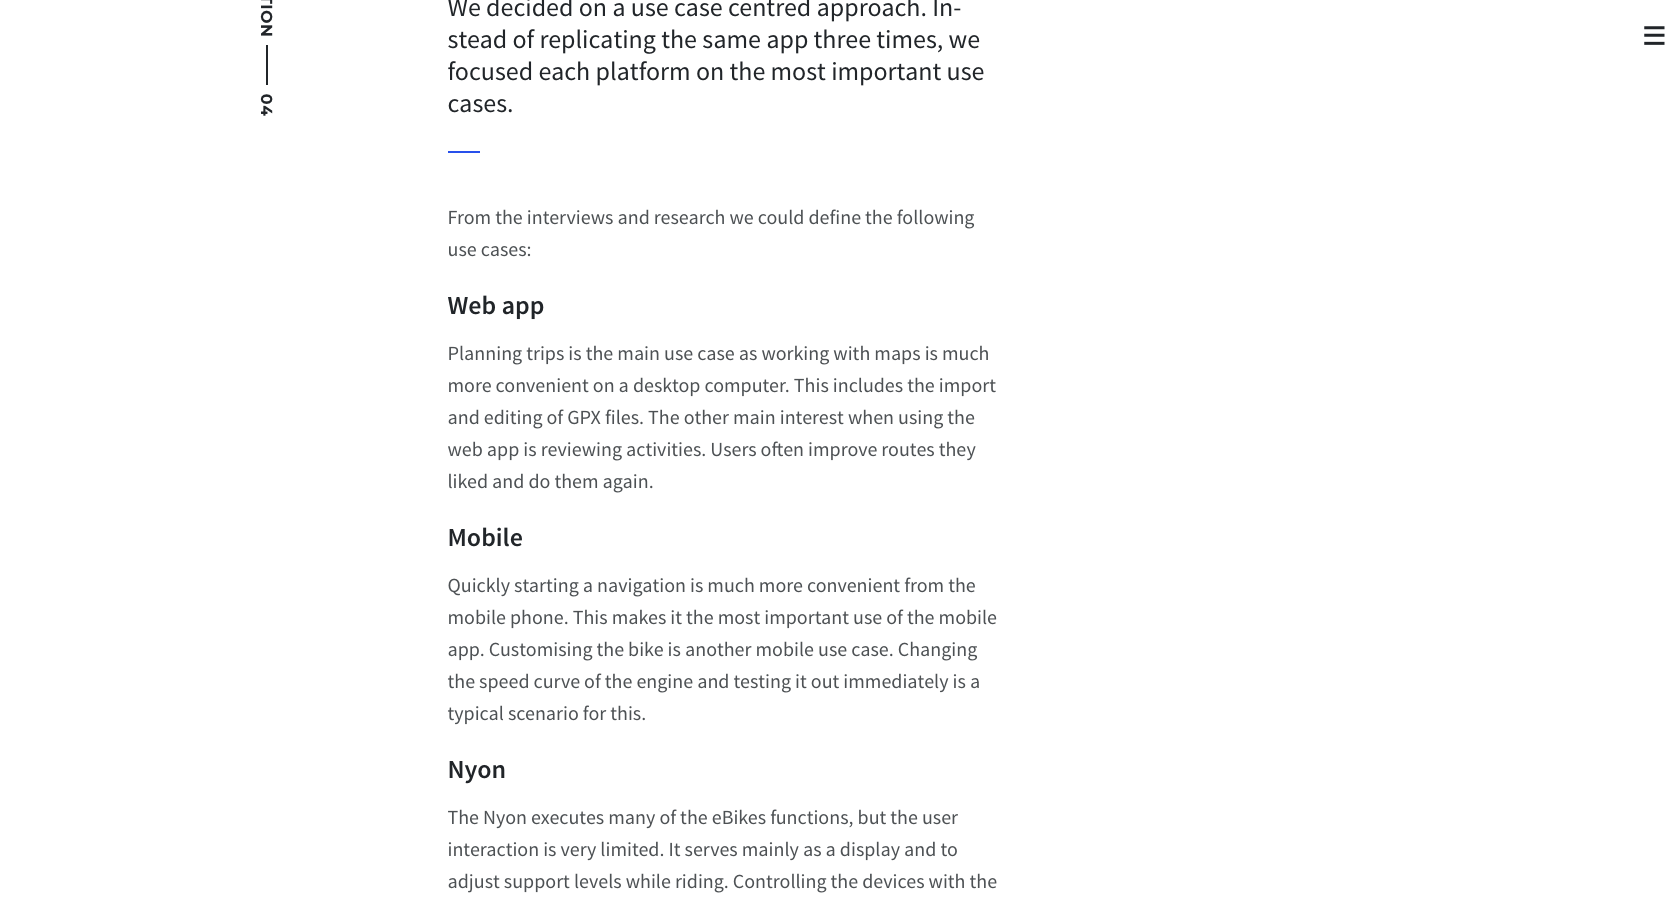 TION — 04
We decided on a use case centred approach. In-
stead of replicating the same app three times, we
focused each platform on the most important use
cases.
From the interviews and research we could define the following
use cases:
Web app
Planning trips is the main use case as working with maps is much
more convenient on a desktop computer. This includes the import
and editing of GPX files. The other main interest when using the
web app is reviewing activities. Users often improve routes they
liked and do them again.
Mobile
Quickly starting a navigation is much more convenient from the
mobile phone. This makes it the most important use of the mobile
app. Customising the bike is another mobile use case. Changing
the speed curve of the engine and testing it out immediately is a
typical scenario for this.
Nyon
The Nyon executes many of the eBikes functions, but the user
interaction is very limited. It serves mainly as a display and to
adjust support levels while riding. Controlling the devices with the